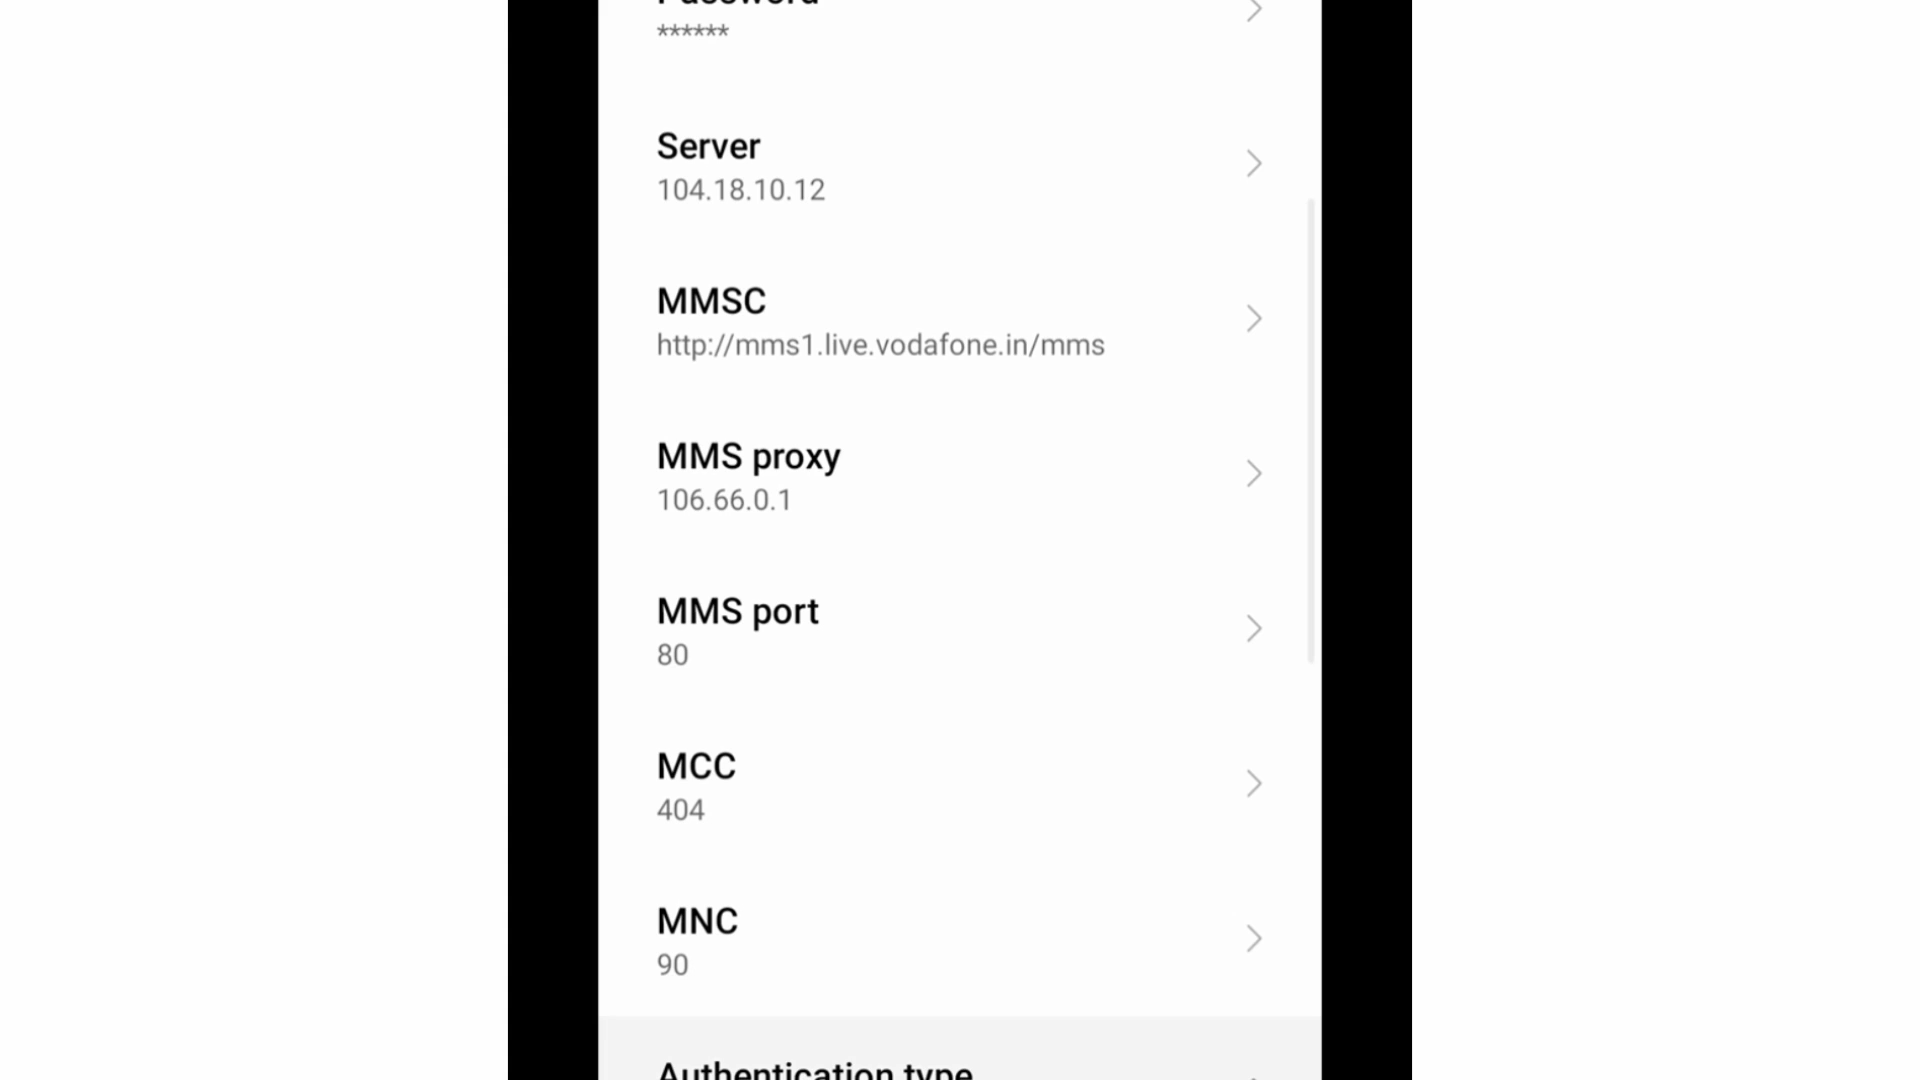 Password
******
Server
104.18.10.12
MMSC
http://mms1.live.vodafone.in/mms
MMS proxy
106.66.0.1
MMS port
80
MCC
404
MNC
90
Authentication type